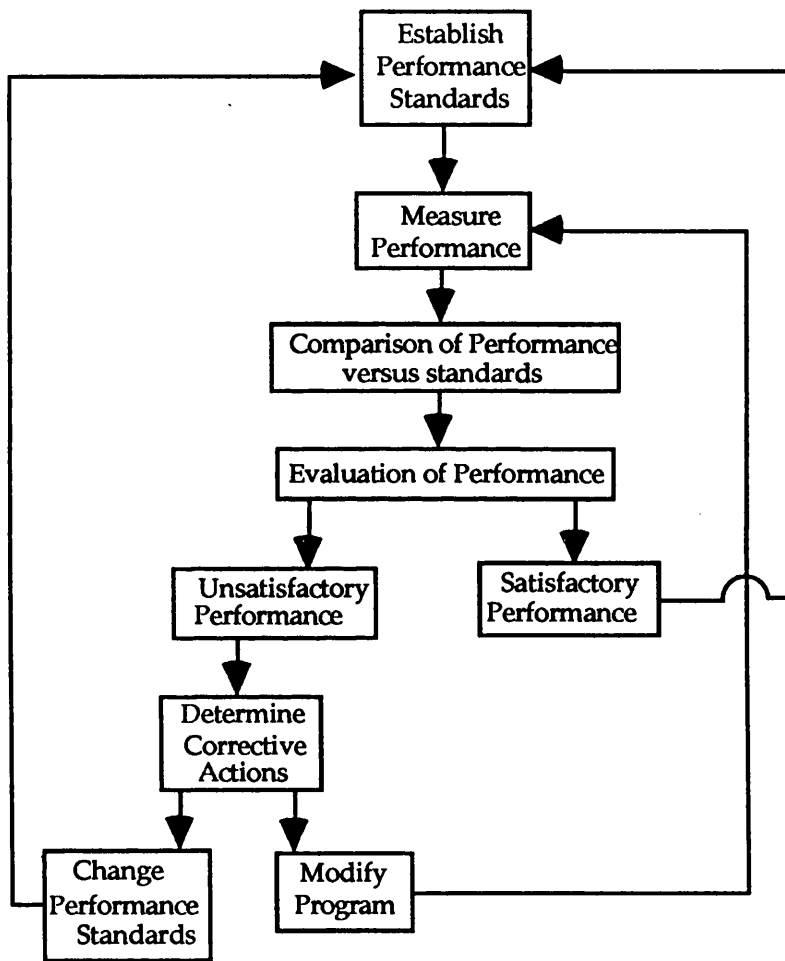 Establish
Performance
Standards
Measure
Performance
Comparison of Performance
versus standards
Evaluation of Performance
Unsatisfactory
Performance
Satisfactory
Performance
Determine
Corrective
Actions
Change
Performance
Standards
Modify
Program